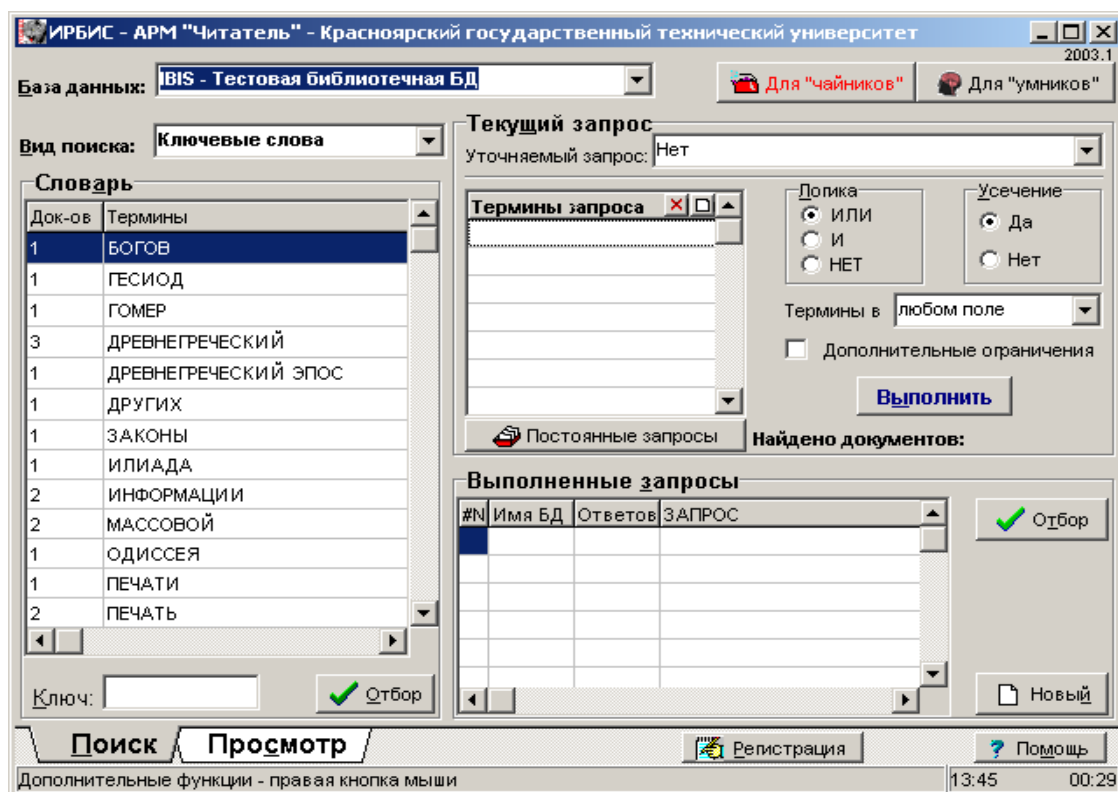 ИРБИС - АРМ "Читатель" - Красноярский государственный технический университет
2003.1
База данных: IBIS - Тестовая библиотечная БД
Для "чайников"
Для "умников"
Вид поиска: Ключевые слова
Словарь
Док-ов Термины
1 БОГОВ
1 ГЕСИОД
1 ГОМЕР
3 ДРЕВНЕГРЕЧЕСКИЙ
1 ДРЕВНЕГРЕЧЕСКИЙ ЭПОС
1 ДРУГИХ
1 ЗАКОНЫ
1 ИЛИАДА
2 ИНФОРМАЦИИ
2 МАССОВОЙ
1 ОДИССЕЯ
1 ПЕЧАТИ
2 ПЕЧАТЬ
Ключ:
Отбор
Текущий запрос
Уточняемый запрос: Нет
Термины запроса
Логика
ИЛИ
И
НЕТ
Усечение
Да
Нет
Термины в любом поле
Дополнительные ограничения
Выполнить
Постоянные запросы
Найдено документов:
Выполненные запросы
#N Имя БД Ответов ЗАПРОС
Отбор
Новый
Поиск Просмотр
Регистрация
? Помощь
Дополнительные функции - правая кнопка мыши
13:45 00:29